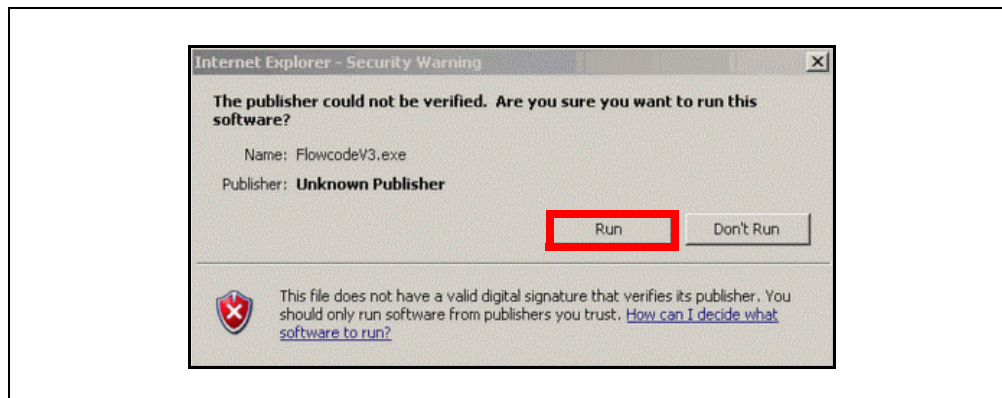 Internet Explorer - Security Warning
The publisher could not be verified. Are you sure you want to run this
software?
Name: FlowcodeV3.exe
Publisher: Unknown Publisher
Run Don't Run
This file does not have a valid digital signature that verifies its publisher. You
should only run software from publishers you trust. How can I decide what
software to run?